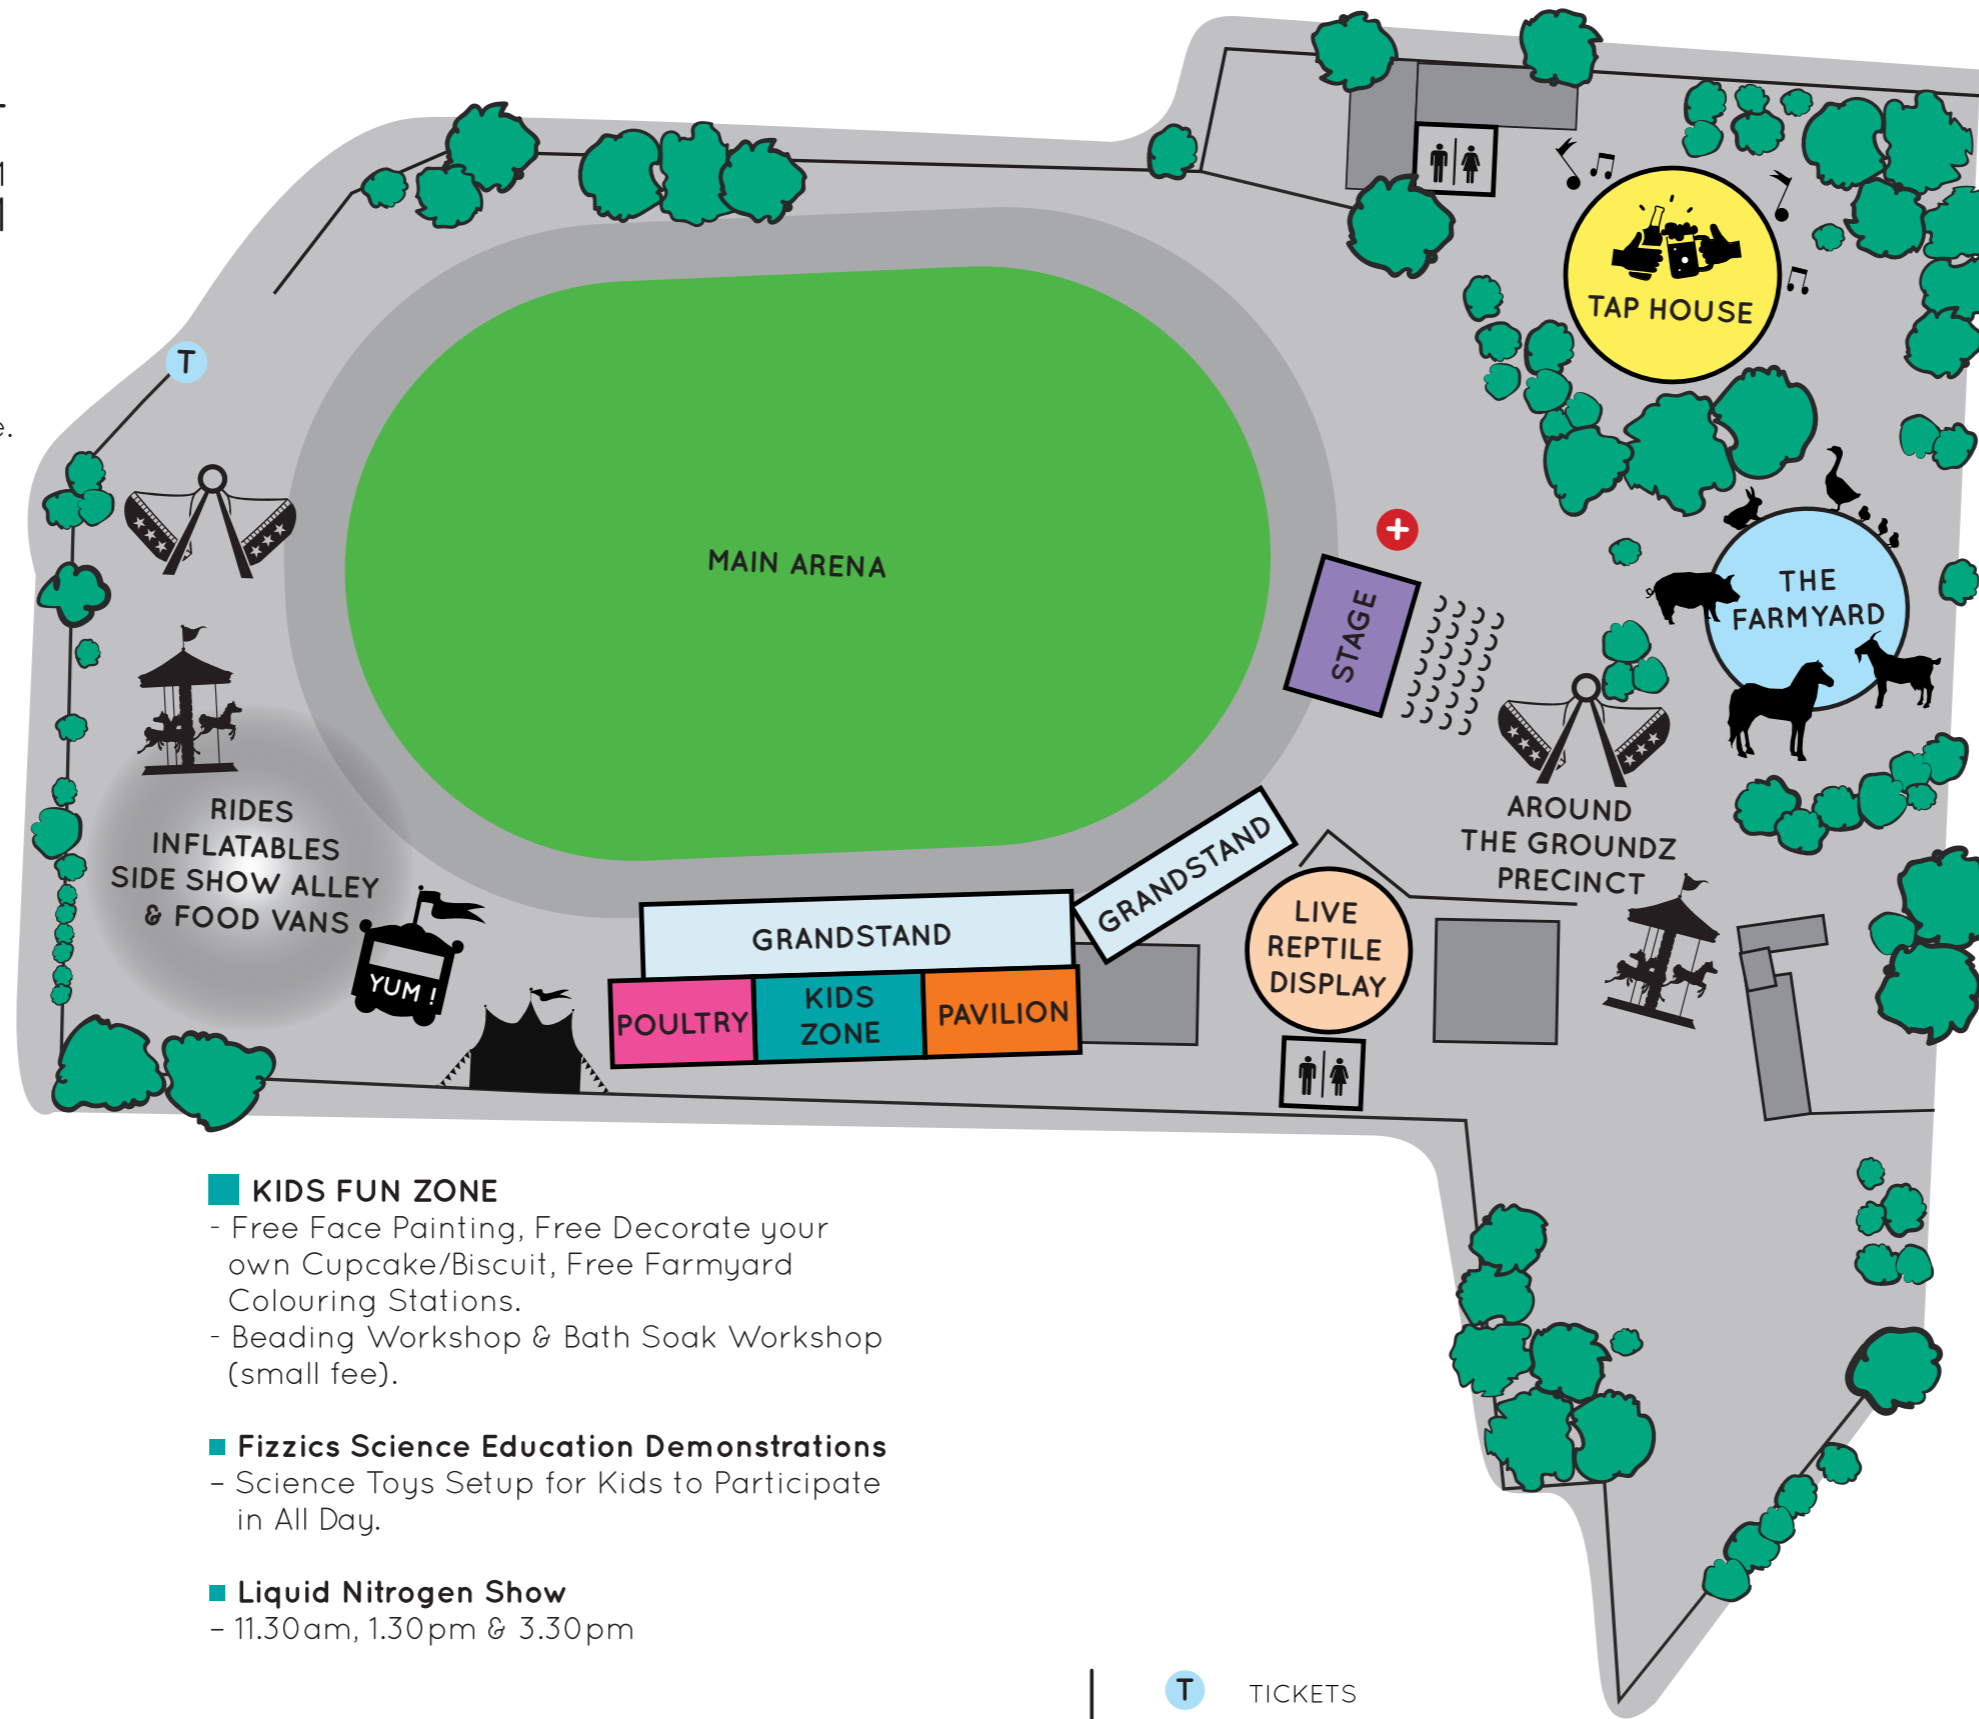 T
TAP HOUSE
MAIN ARENA
THE
FARMYARD
STAGE
RIDES
INFLATABLES
SIDE SHOW ALLEY
& FOOD VANS
YUM !
AROUND
THE GROUNDZ
PRECINCT
GRANDSTAND
GRANDSTAND
LIVE
REPTILE
DISPLAY
POULTRY
KIDS
ZONE
PAVILION
KIDS FUN ZONE
- Free Face Painting, Free Decorate your
own Cupcake/Biscuit, Free Farmyard
Colouring Stations.
- Beading Workshop & Bath Soak Workshop
(small fee).
Fizzics Science Education Demonstrations
– Science Toys Setup for Kids to Participate
in All Day.
Liquid Nitrogen Show
– 11.30am, 1.30pm & 3.30pm
T TICKETS